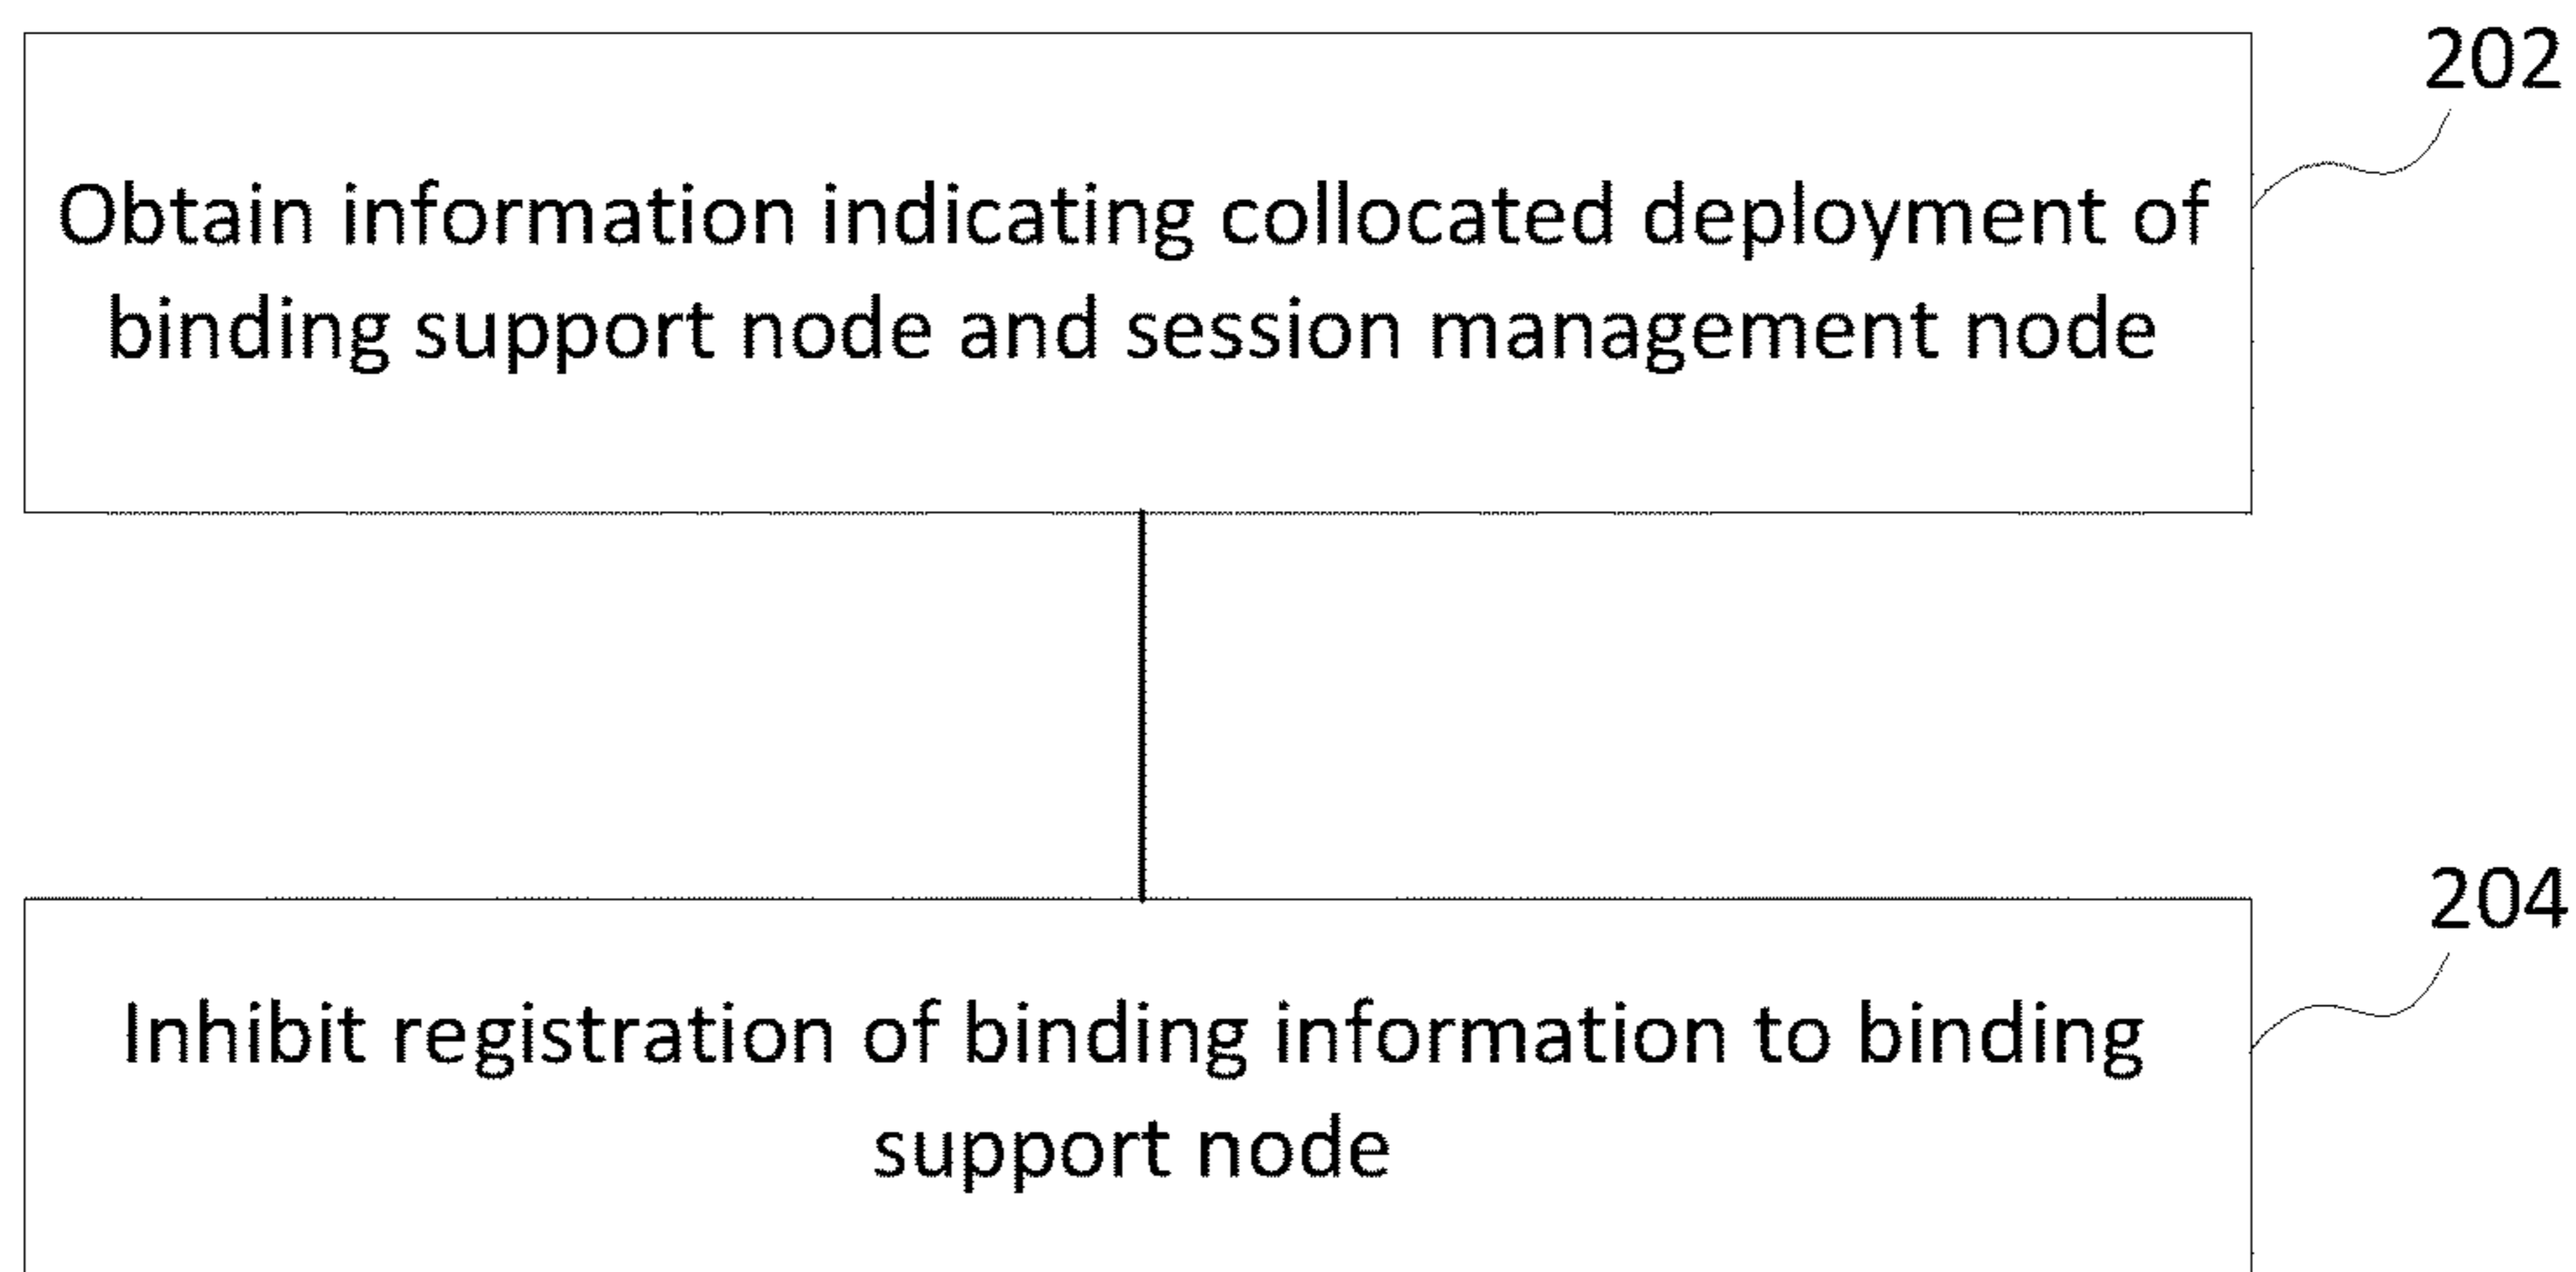 202
Obtain information indicating collocated deployment of
binding support node and session management node
204
Inhibit registration of binding information to binding
support node